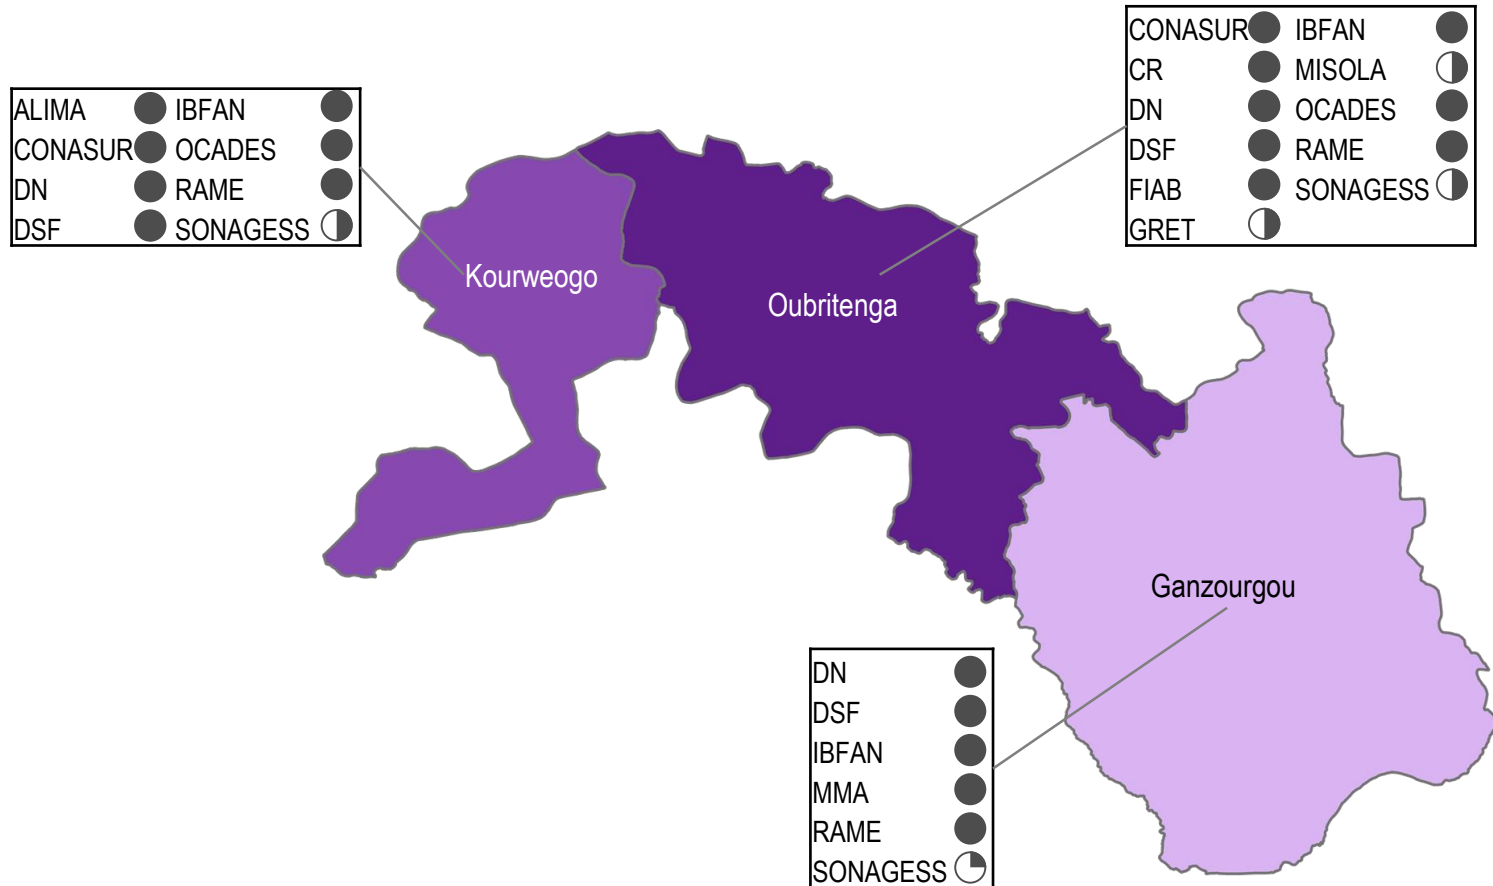 CONASUR IBFAN
CR MISOLA
DN OCADES
DSF RAME
FIAB SONAGESS
GRET
ALIMA IBFAN
CONASUR OCADES
DN RAME
DSF SONAGESS
Kourweogo
Oubritenga
Ganzourgou
DN
DSF
IBFAN
MMA
RAME
SONAGESS